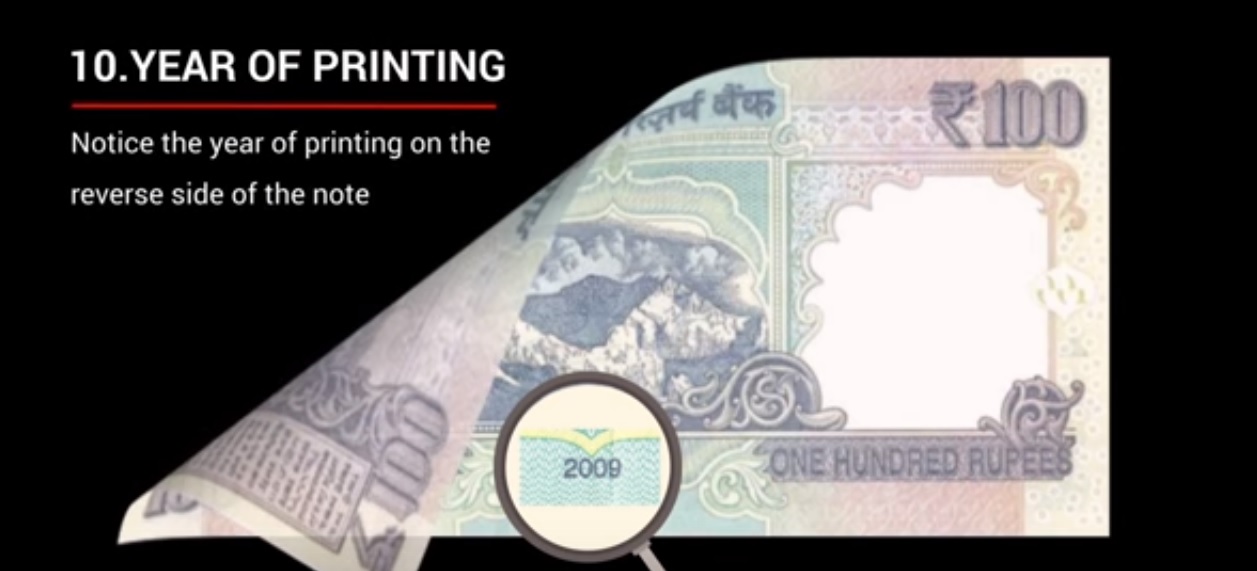 10.YEAR OF PRINTING
Notice the year of printing on the
reverse side of the note
बैंक
₹100
2009
ONE HUNDRED RUPEES
₹100